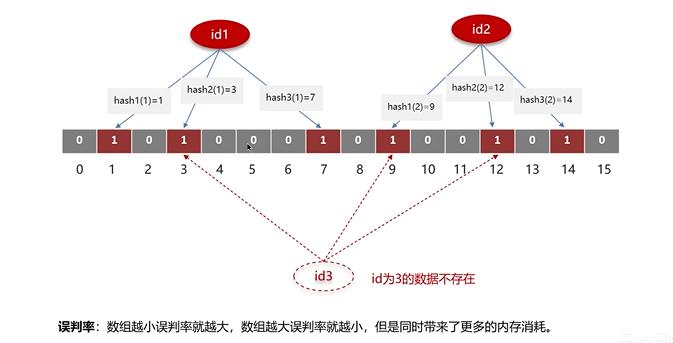 id1
id2
hash1(1)=1
hash2(1)=3
hash3(1)=7
hash1(2)=9
hash2(2)=12
hash3(2)=14
0 1 0 1 0 0 0 1 0 1 0 0 1 0 1 0
0 1 2 3 4 5 6 7 8 9 10 11 12 13 14 15
id3
id为3的数据不存在
误判率：数组越小误判率就越大，数组越大误判率就越小，但是同时带来了更多的内存消耗。